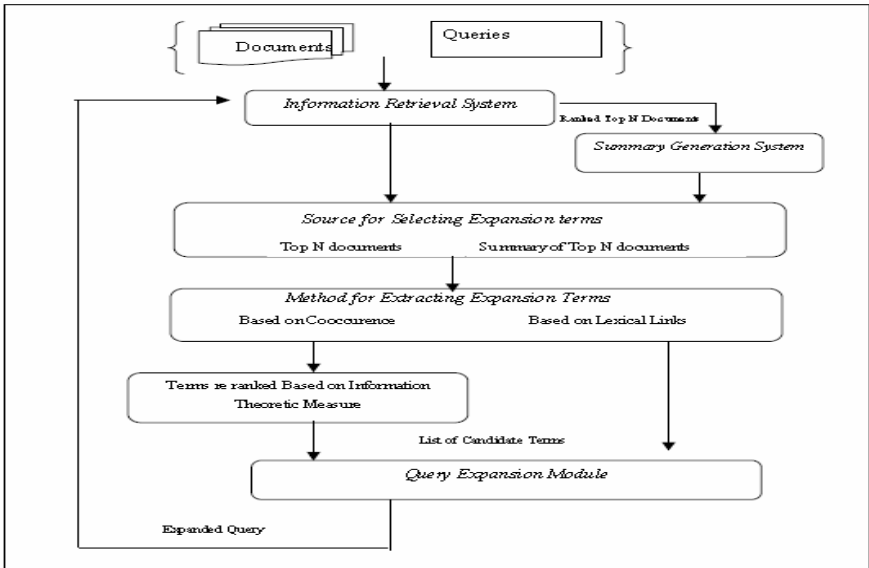 Documents
Queries
Information Retrieval System
Ranked Top N Documents
Summary Generation System
Source for Selecting Expansion terms
Top N documents
Summary of Top N documents
Method for Extracting Expansion Terms
Based on Cooccurence
Based on Lexical Links
Terms re ranked Based on Information
Theoretic Measure
List of Candidate Terms
Query Expansion Module
Expanded Query